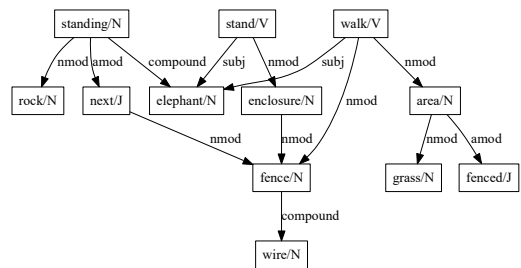 standing/N stand/V walk/V
nmod amod compound subj nmod subj nmod
rock/N next/J elephant/N enclosure/N area/N
nmod nmod nmod nmod amod
fence/N grass/N fenced/J
compound
wire/N